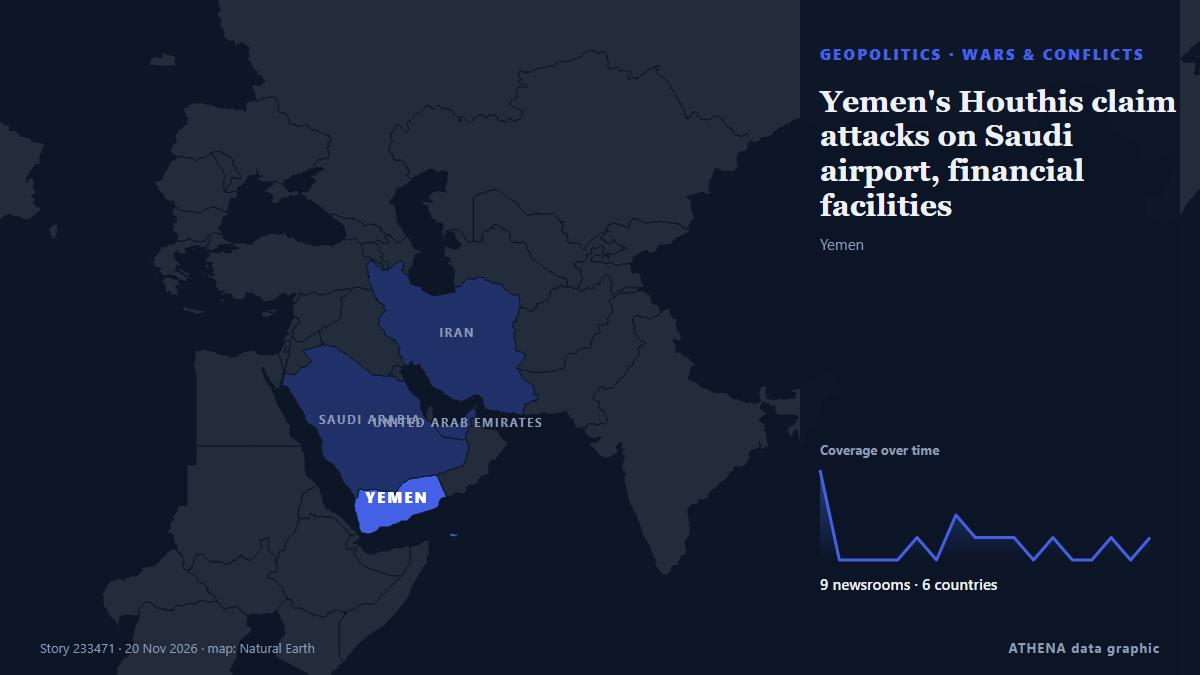 GEOPOLITICS · WARS & CONFLICTS
Yemen's Houthis claim
attacks on Saudi
airport, financial
facilities
Yemen
IRAN
SAUDI ARABIA
UNITED ARAB EMIRATES
YEMEN
Coverage over time
9 newsrooms · 6 countries
Story 233471 · 20 Nov 2026 · map: Natural Earth
ATHENA data graphic